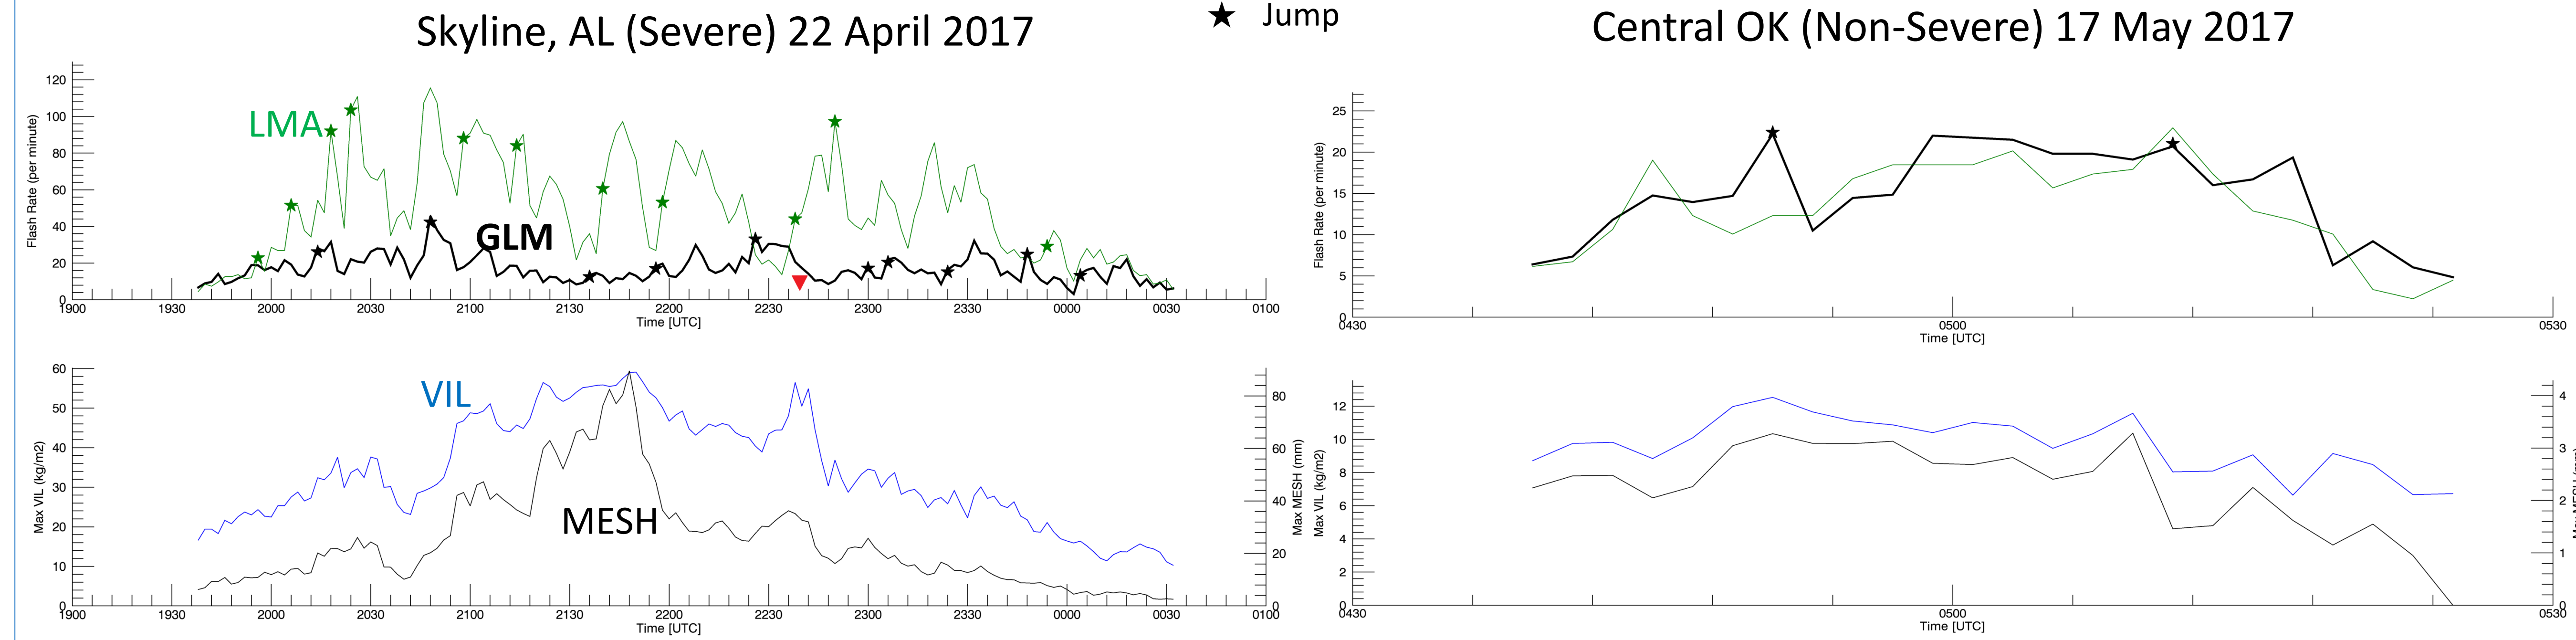 Skyline, AL (Severe) 22 April 2017
★ Jump
Central OK (Non-Severe) 17 May 2017
Flash Rate (per minute)
120
100
80
60
40
20
0
LMA
GLM
1900 1930 2000 2030 2100 2130 2200 2230 2300 2330 0000 0030 0100
Time [UTC]
Flash Rate (per minute)
25
20
15
10
5
0
0430 0500 0530
Time [UTC]
Max VIL (kg/m2)
60
50
40
30
20
10
0
VIL
MESH
80
60
40
20
0
Max MESH (mm)
1900 1930 2000 2030 2100 2130 2200 2230 2300 2330 0000 0030 0100
Time [UTC]
Max VIL (kg/m2)
12
10
8
6
4
2
0
4
3
2
1
0
0430 0500 0530
Time [UTC]